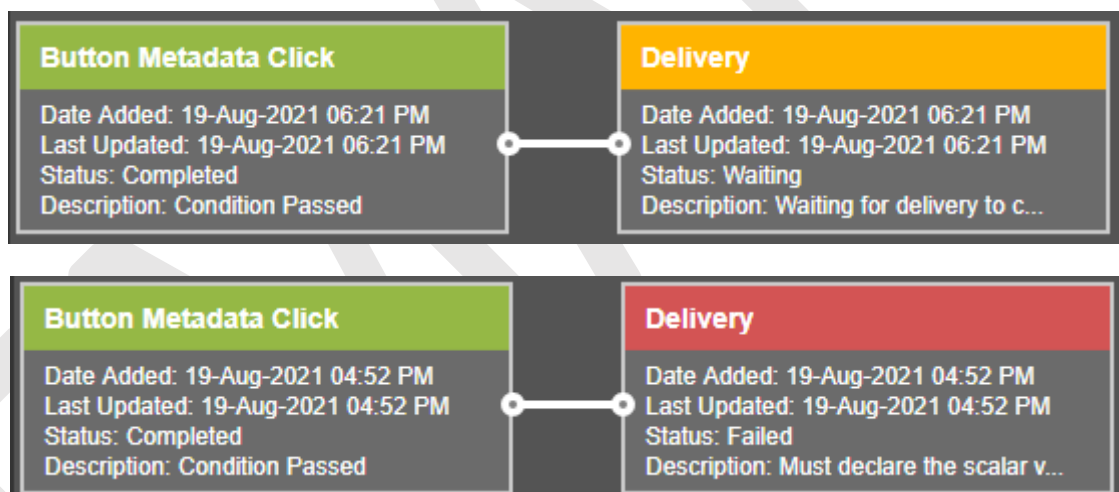 Button Metadata Click
Date Added: 19-Aug-2021 06:21 PM
Last Updated: 19-Aug-2021 06:21 PM
Status: Completed
Description: Condition Passed
Delivery
Date Added: 19-Aug-2021 06:21 PM
Last Updated: 19-Aug-2021 06:21 PM
Status: Waiting
Description: Waiting for delivery to c...
Button Metadata Click
Date Added: 19-Aug-2021 04:52 PM
Last Updated: 19-Aug-2021 04:52 PM
Status: Completed
Description: Condition Passed
Delivery
Date Added: 19-Aug-2021 04:52 PM
Last Updated: 19-Aug-2021 04:52 PM
Status: Failed
Description: Must declare the scalar v...